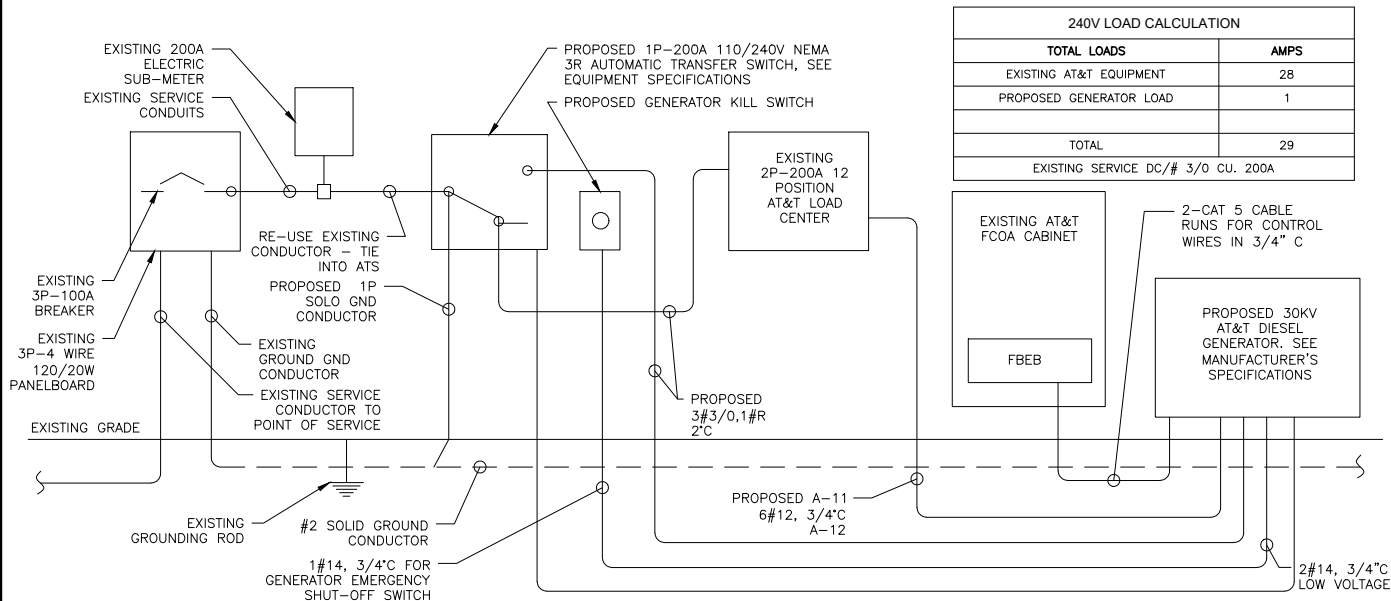 EXISTING 200A
ELECTRIC
SUB-METER
EXISTING SERVICE
CONDUITS
PROPOSED 1P-200A 110/240V NEMA
3R AUTOMATIC TRANSFER SWITCH, SEE
EQUIPMENT SPECIFICATIONS
PROPOSED GENERATOR KILL SWITCH
240V LOAD CALCULATION
TOTAL LOADS AMPS
EXISTING AT&T EQUIPMENT 28
PROPOSED GENERATOR LOAD 1
TOTAL 29
EXISTING SERVICE DC/# 3/0 CU. 200A
EXISTING
2P-200A 12
POSITION
AT&T LOAD
CENTER
EXISTING AT&T
FCOA CABINET
2-CAT 5 CABLE
RUNS FOR CONTROL
WIRES IN 3/4" C
RE-USE EXISTING
CONDUCTOR - TIE
INTO ATS
PROPOSED 1P
SOLO GND
CONDUCTOR
EXISTING
3P-100A
BREAKER
EXISTING
3P-4 WIRE
120/20W
PANELBOARD
EXISTING
GROUND GND
CONDUCTOR
EXISTING SERVICE
CONDUCTOR TO
POINT OF SERVICE
PROPOSED
3#3/0,1#R
2"C
FBEB
PROPOSED 30KV
AT&T DIESEL
GENERATOR. SEE
MANUFACTURER'S
SPECIFICATIONS
EXISTING GRADE
EXISTING
GROUNDING ROD
#2 SOLID GROUND
CONDUCTOR
1#14, 3/4"C FOR
GENERATOR EMERGENCY
SHUT-OFF SWITCH
PROPOSED A-11
6#12, 3/4"C
A-12
2#14, 3/4"C
LOW VOLTAGE